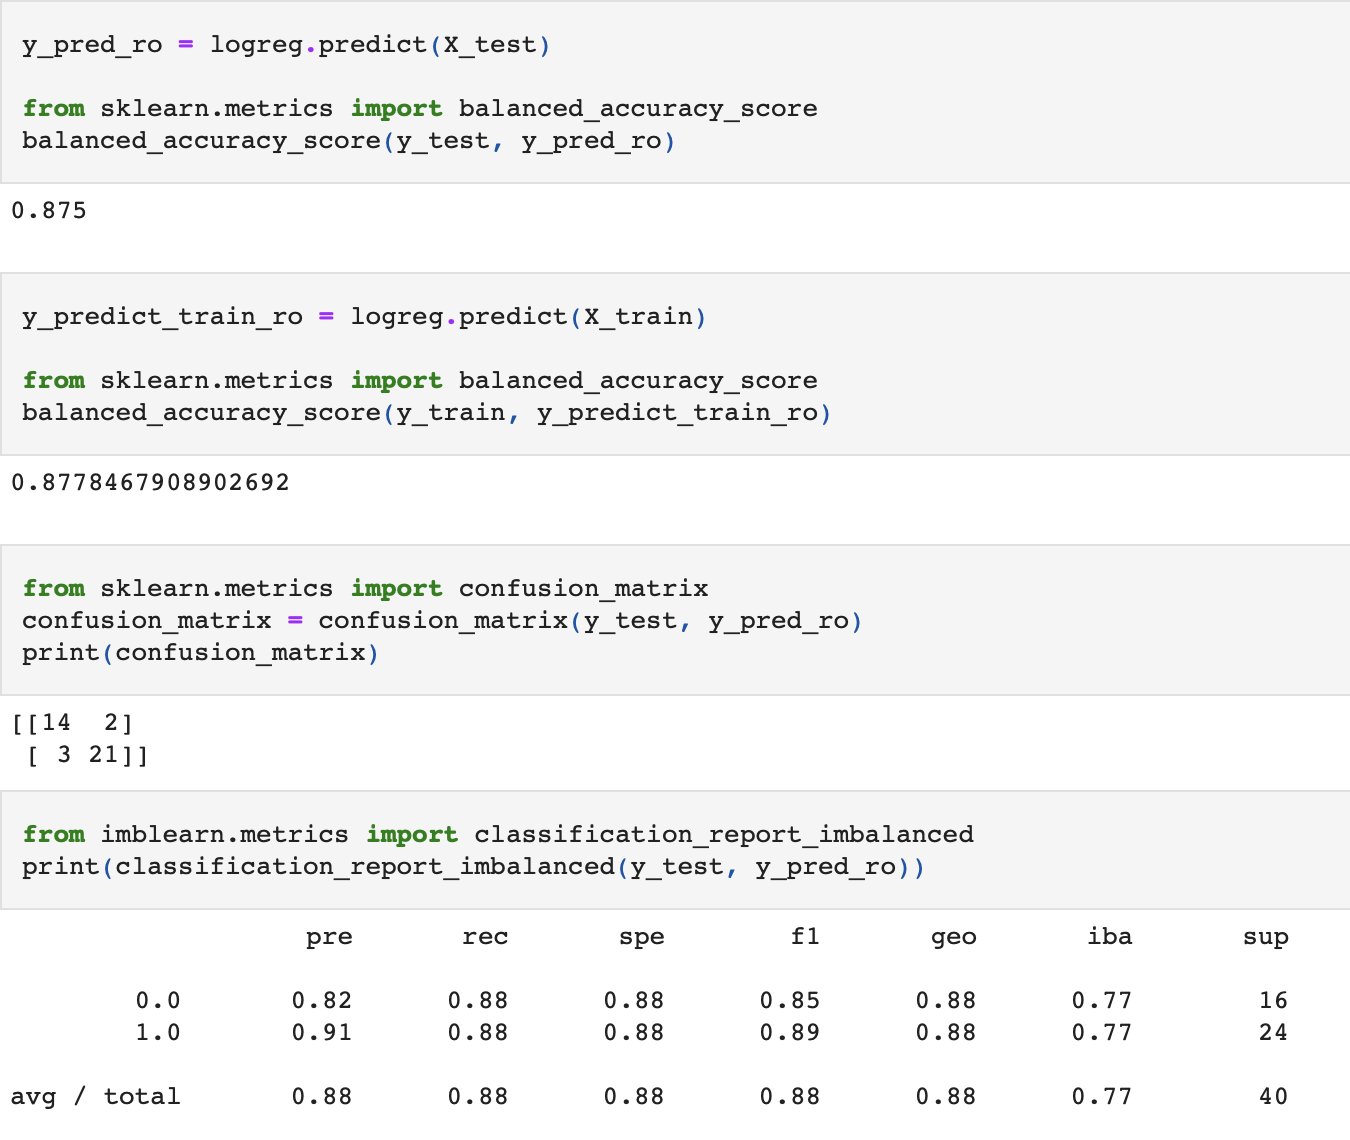 y_pred_ro = logreg.predict(X_test)
from sklearn.metrics import balanced_accuracy_score
balanced_accuracy_score(y_test, y_pred_ro)
0.875
y_predict_train_ro = logreg.predict(X_train)
from sklearn.metrics import balanced_accuracy_score
balanced_accuracy_score(y_train, y_predict_train_ro)
0.8778467908902692
from sklearn.metrics import confusion_matrix
confusion_matrix = confusion_matrix(y_test, y_pred_ro)
print(confusion_matrix)
[[14  2]
 [ 3 21]]
from imblearn.metrics import classification_report_imbalanced
print(classification_report_imbalanced(y_test, y_pred_ro))
pre rec spe f1 geo iba sup
0.0 0.82 0.88 0.88 0.85 0.88 0.77 16
1.0 0.91 0.88 0.88 0.89 0.88 0.77 24
avg / total 0.88 0.88 0.88 0.88 0.88 0.77 40